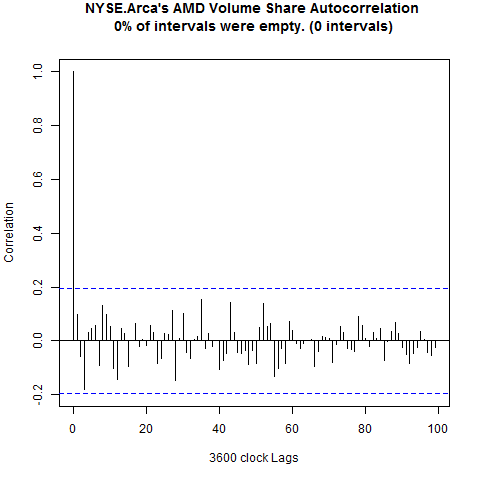 NYSE.Arca's AMD Volume Share Autocorrelation
0% of intervals were empty. (0 intervals)
Correlation
1.0
0.8
0.6
0.4
0.2
0.0
-0.2
0 20 40 60 80 100
3600 clock Lags